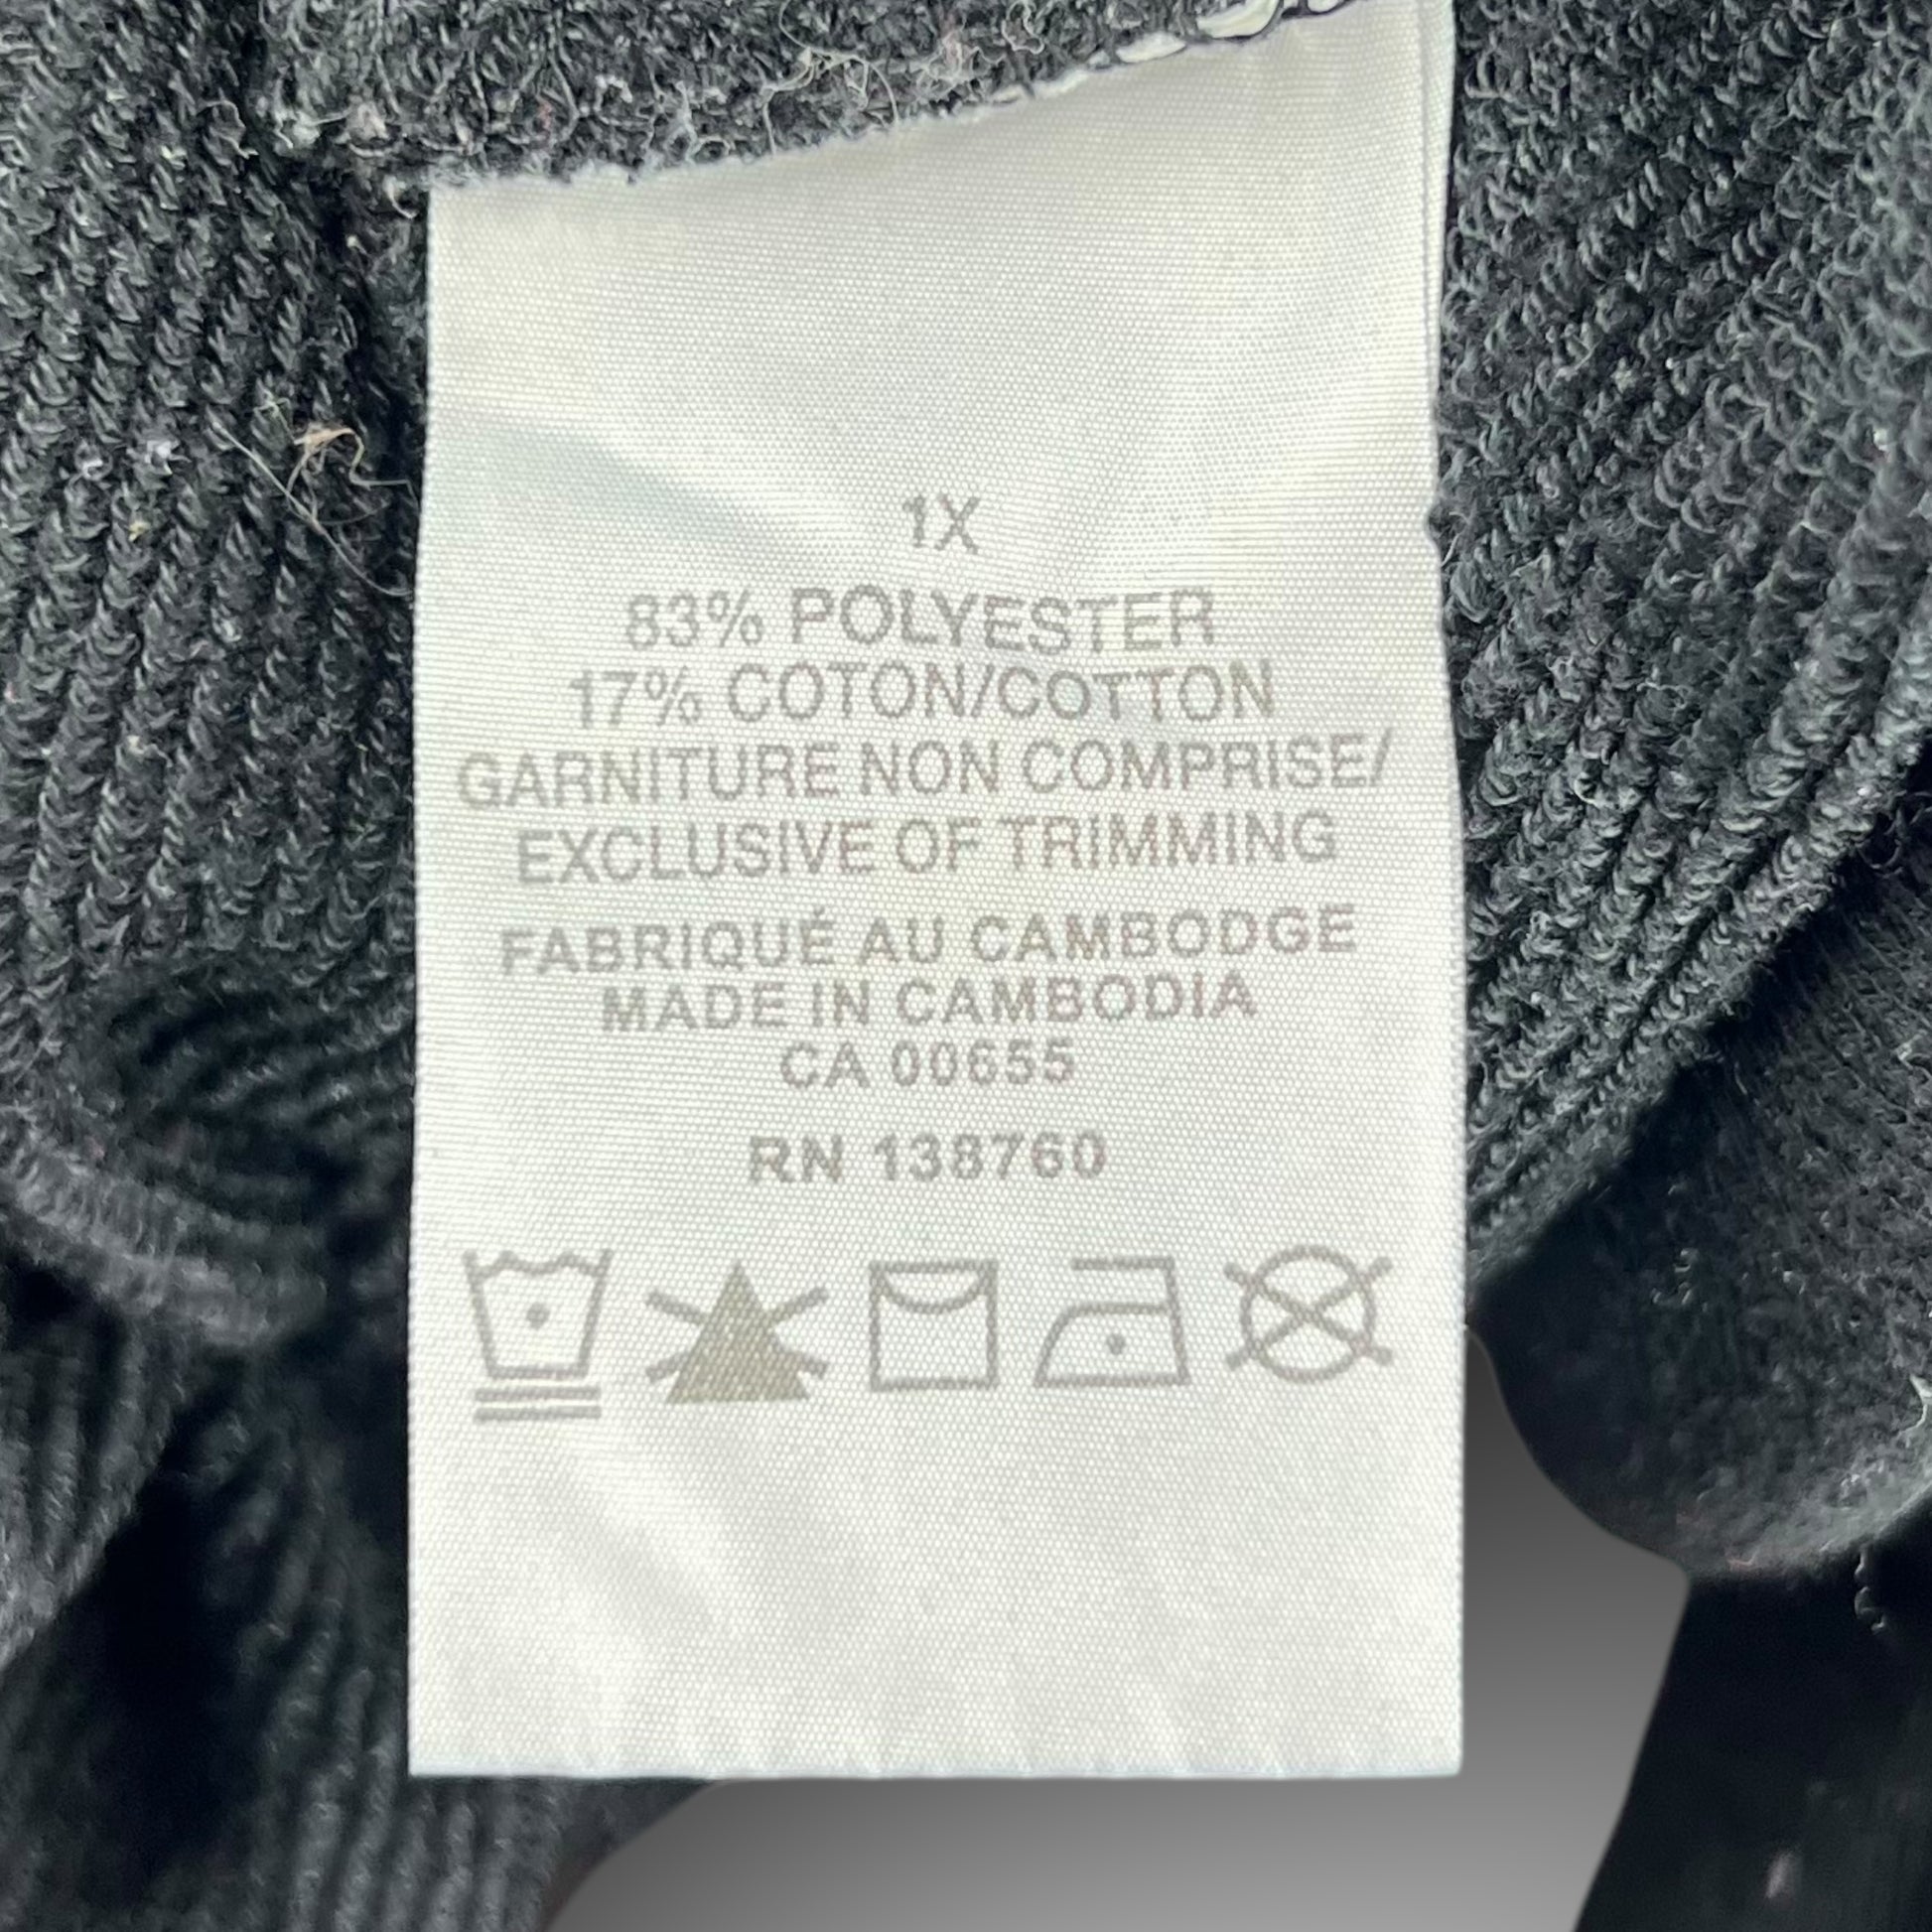 1X
83% POLYESTER
17% COTON/COTTON
GARNITURE NON COMPRISE/
EXCLUSIVE OF TRIMMING
FABRIQUÉ AU CAMBODGE
MADE IN CAMBODIA
CA 00655
RN 138760